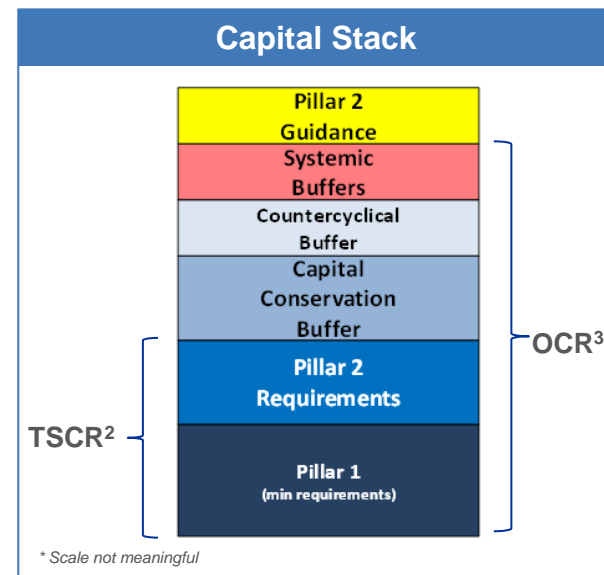 Capital Stack
Pillar 2
Guidance
Systemic
Buffers
Countercyclical
Buffer
Capital
Conservation
Buffer
OCR³
Pillar 2
Requirements
TSCR²
Pillar 1
(min requirements)
* Scale not meaningful